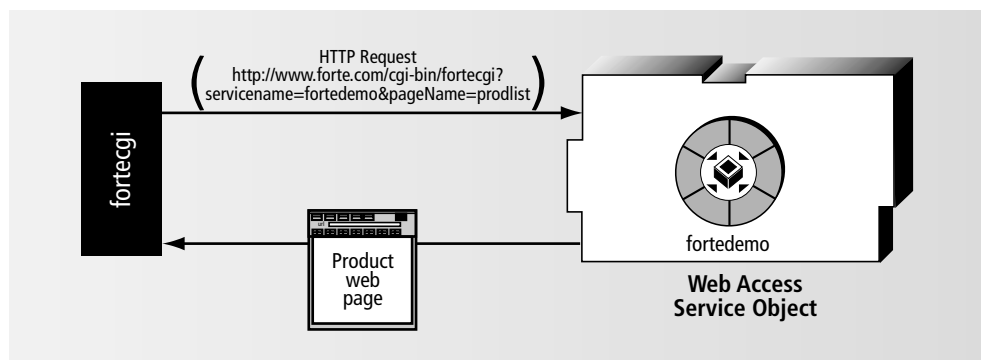 HTTP Request
http://www.forte.com/cgi-bin/fortecgi?
servicename=fortedemo&pageName=prodlist
fortecgi
url
Product
web
page
fortedemo
Web Access
Service Object